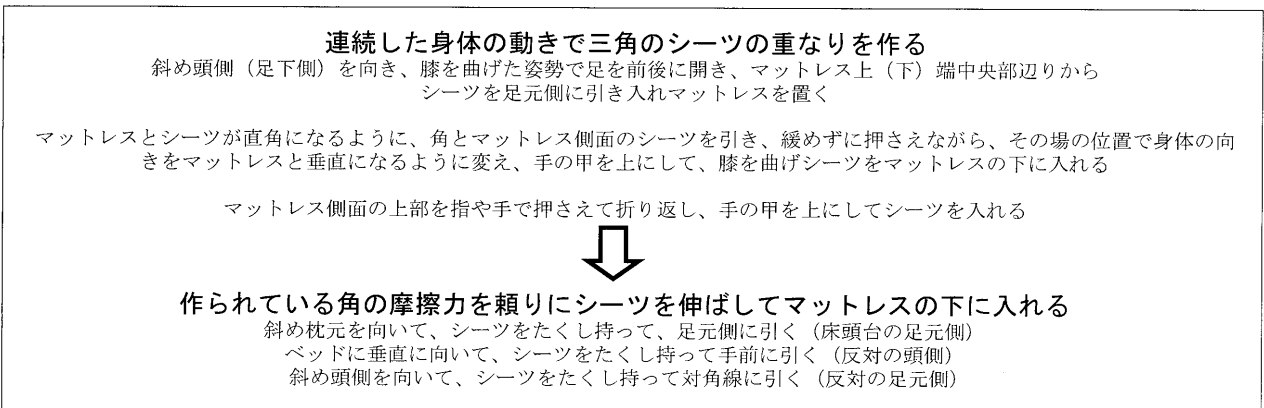 連続した身体の動きで三角のシーツの重なりを作る
斜め頭側（足下側）を向き、膝を曲げた姿勢で足を前後に開き、マットレス上（下）端中央部辺りから
シーツを足元側に引き入れマットレスを置く
マットレスとシーツが直角になるように、角とマットレス側面のシーツを引き、緩めずに押さえながら、その場の位置で身体の向
きをマットレスと垂直になるように変え、手の甲を上にして、膝を曲げシーツをマットレスの下に入れる
マットレス側面の上部を指や手で押さえて折り返し、手の甲を上にしてシーツを入れる
作られている角の摩擦力を頼りにシーツを伸ばしてマットレスの下に入れる
斜め枕元を向いて、シーツをたくし持って、足元側に引く（床頭台の足元側）
ベッドに垂直に向いて、シーツをたくし持って手前に引く（反対の頭側）
斜め頭側を向いて、シーツをたくし持って対角線に引く（反対の足元側）